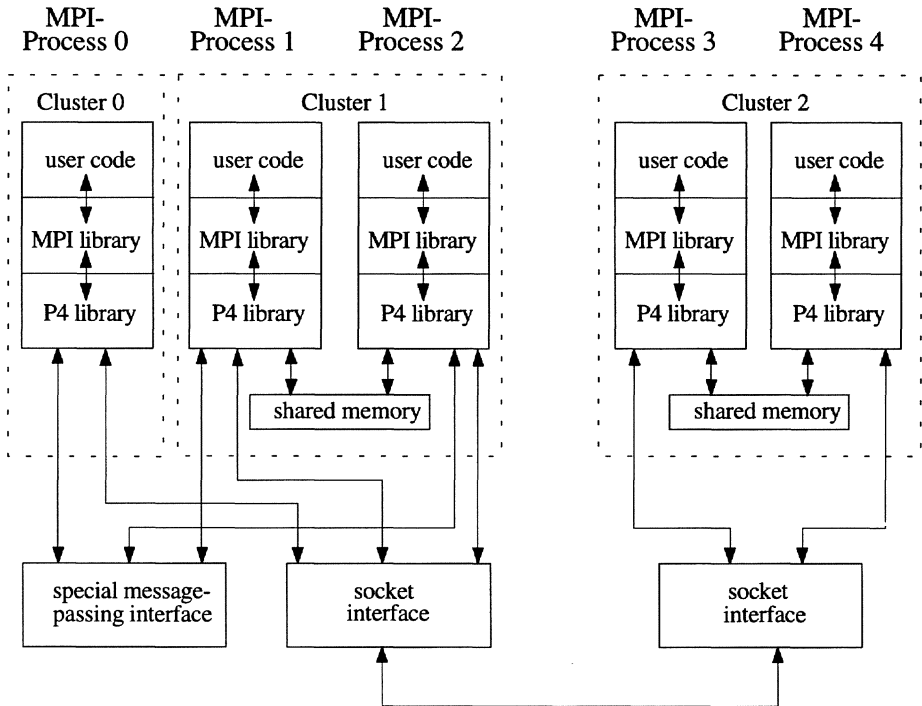 MPI-
Process 0
MPI-
Process 1
MPI-
Process 2
MPI-
Process 3
MPI-
Process 4
Cluster 0
Cluster 1
Cluster 2
user code
MPI library
P4 library
user code
MPI library
P4 library
user code
MPI library
P4 library
user code
MPI library
P4 library
user code
MPI library
P4 library
shared memory
shared memory
special message-
passing interface
socket
interface
socket
interface